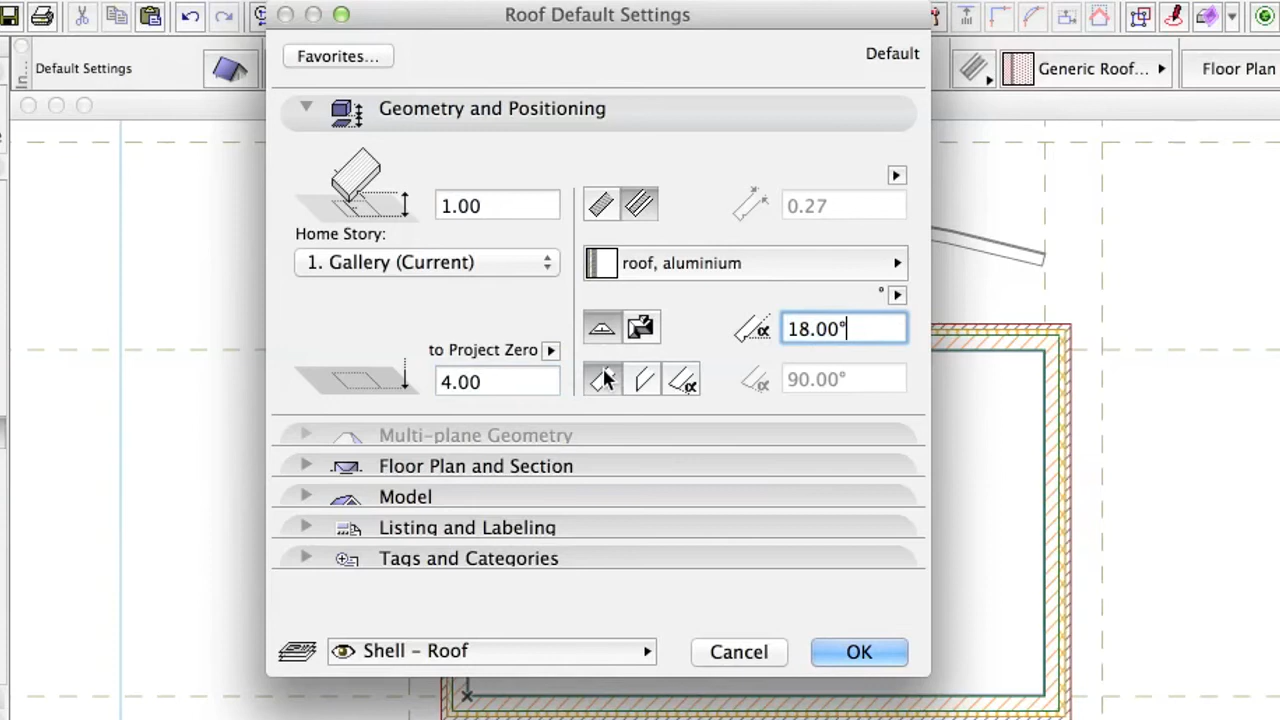 Roof Default Settings
Default Settings
Generic Roof...
Floor Plan
Favorites...
Default
Geometry and Positioning
1.00
0.27
Home Story:
1. Gallery (Current)
roof, aluminium
°
α
18.00°
to Project Zero
4.00
α
α
90.00°
Multi-plane Geometry
Floor Plan and Section
Model
Listing and Labeling
Tags and Categories
Shell - Roof
Cancel
OK